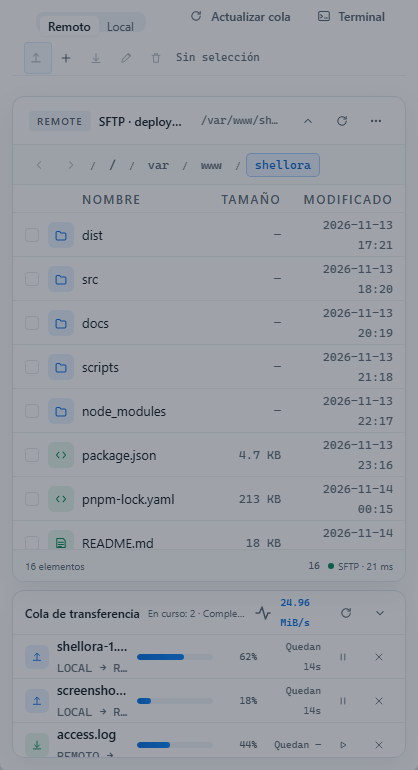 Remoto Local Actualizar cola Terminal
Sin selección
REMOTE SFTP · deploy... /var/www/sh...
/ / / var / www / shellora
NOMBRE TAMAÑO MODIFICADO
dist — 2026-11-13 17:21
src — 2026-11-13 18:20
docs — 2026-11-13 20:19
scripts — 2026-11-13 21:18
node_modules — 2026-11-13 22:17
package.json 4.7 KB 2026-11-13 23:16
pnpm-lock.yaml 213 KB 2026-11-14 00:15
README.md 18 KB 2026-11-14
16 elementos 16 SFTP · 21 ms
Cola de transferencia En curso: 2 · Comple... 24.96 MiB/s
shellora-1.... 62% Quedan 14s
LOCAL → R...
screensho... 18% Quedan 14s
LOCAL → R...
access.log 44% Quedan —
REMOTO →